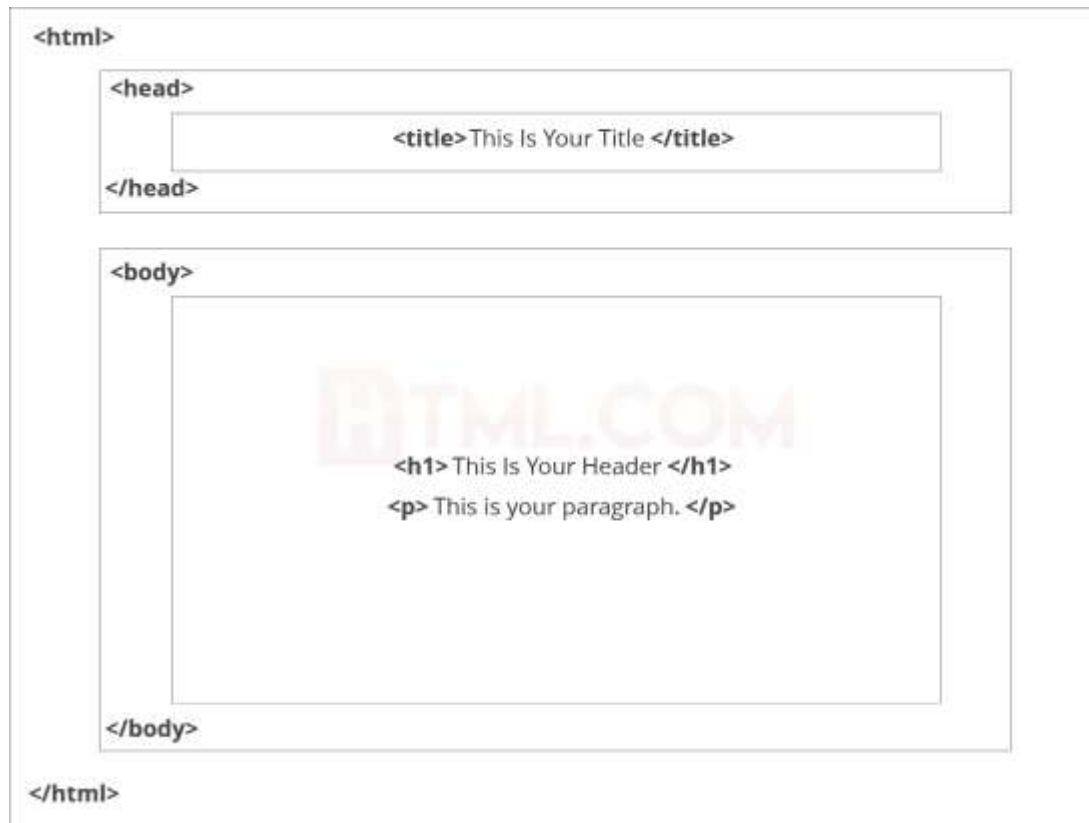 <html>
<head>
<title>This Is Your Title </title>
</head>
<body>
HTML.COM
<h1> This Is Your Header </h1>
<p> This is your paragraph. </p>
</body>
</html>